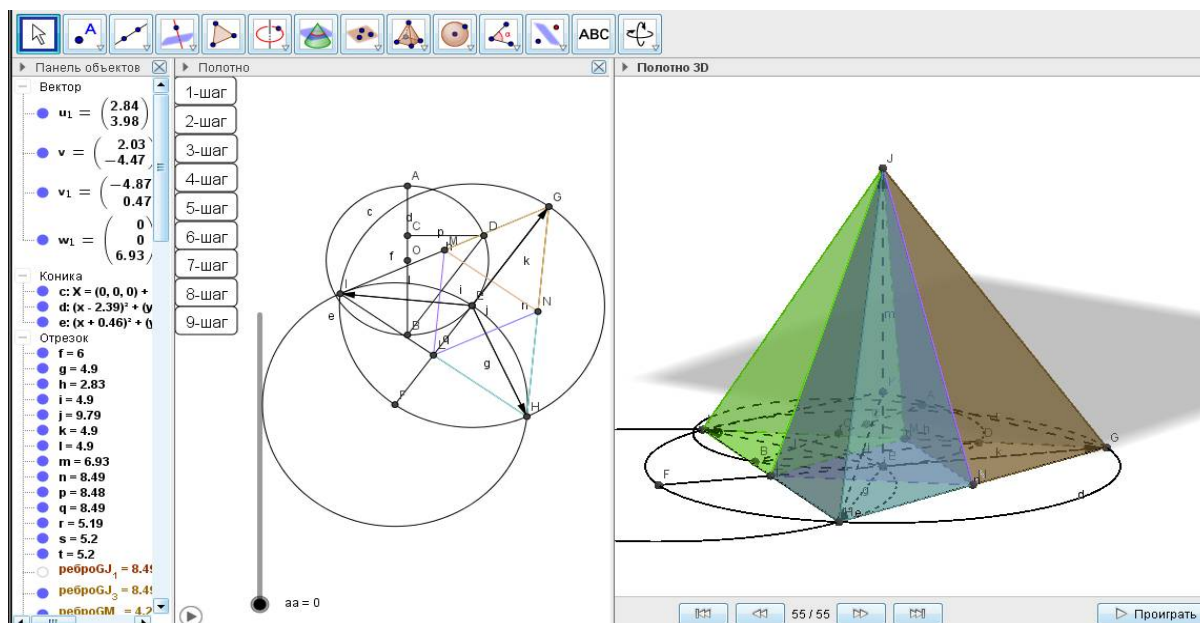 ABC
Панель объектов
Полотно
Полотно 3D
Вектор
u₁ = (2.84
3.98)
v = (2.03
−4.47)
v₁ = (−4.87
0.47)
w₁ = (0
0
6.93)
Коника
c: X = (0, 0, 0) +
d: (x - 2.39)² + (y
e: (x + 0.46)² + (y
Отрезок
f = 6
g = 4.9
h = 2.83
i = 4.9
j = 9.79
k = 4.9
l = 4.9
m = 6.93
n = 8.49
p = 8.48
q = 8.49
r = 5.19
s = 5.2
t = 5.2
реброGJ₁ = 8.49
реброGJ₃ = 8.49
реброGM = 4.2
1-шаг
2-шаг
3-шаг
4-шаг
5-шаг
6-шаг
7-шаг
8-шаг
9-шаг
A
G
c
d
C
p
D
M
O
f
k
I
i
E
j
n
N
e
l
B
q
L
g
F
H
aa = 0
J
m
A
D
G
B
E
k
F
g
d
e
55 / 55
Проиграть